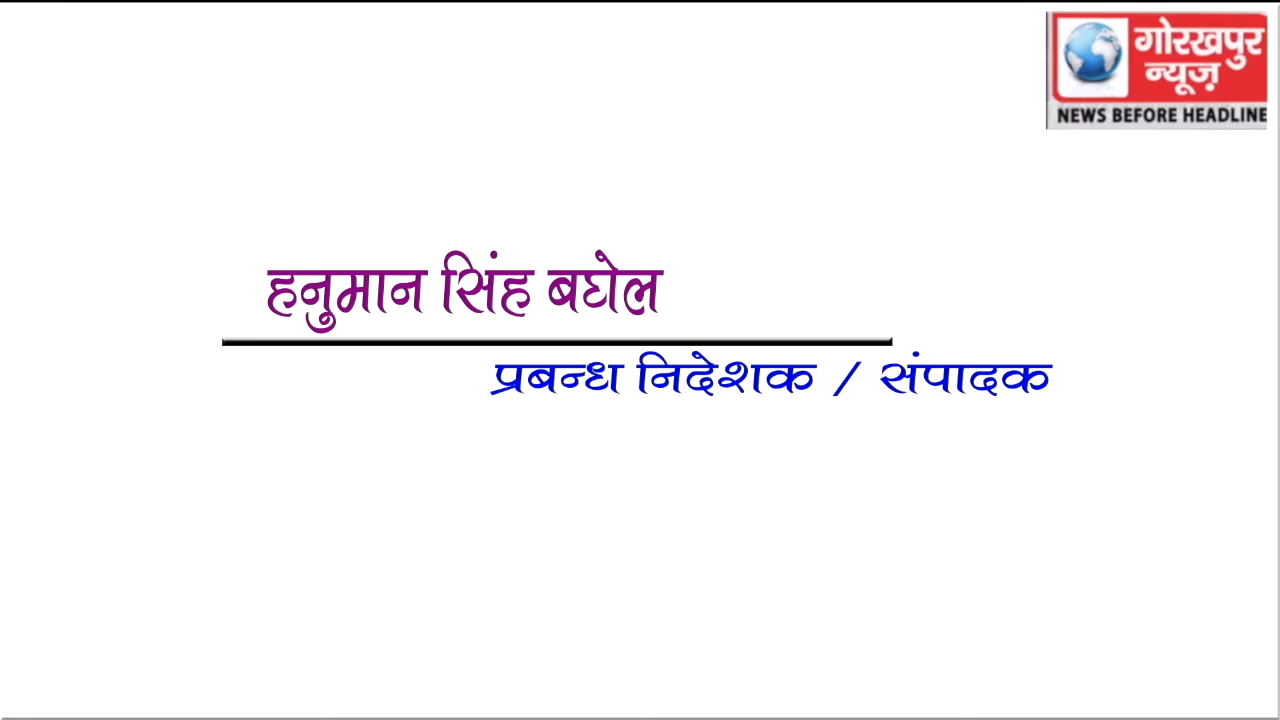 गोरखपुर
न्यूज़
NEWS BEFORE HEADLINE
हनुमान सिंह बघेल
प्रबन्ध निदेशक / संपादक